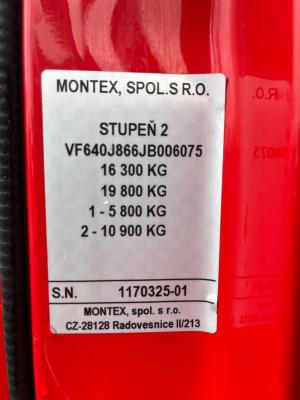 MONTEX, SPOL.S R.O.
STUPEŇ 2
VF640J866JB006075
16 300 KG
19 800 KG
1 - 5 800 KG
2 - 10 900 KG
S.N. 1170325-01
MONTEX, spol. s r.o.
CZ-28128 Radovesnice II/213